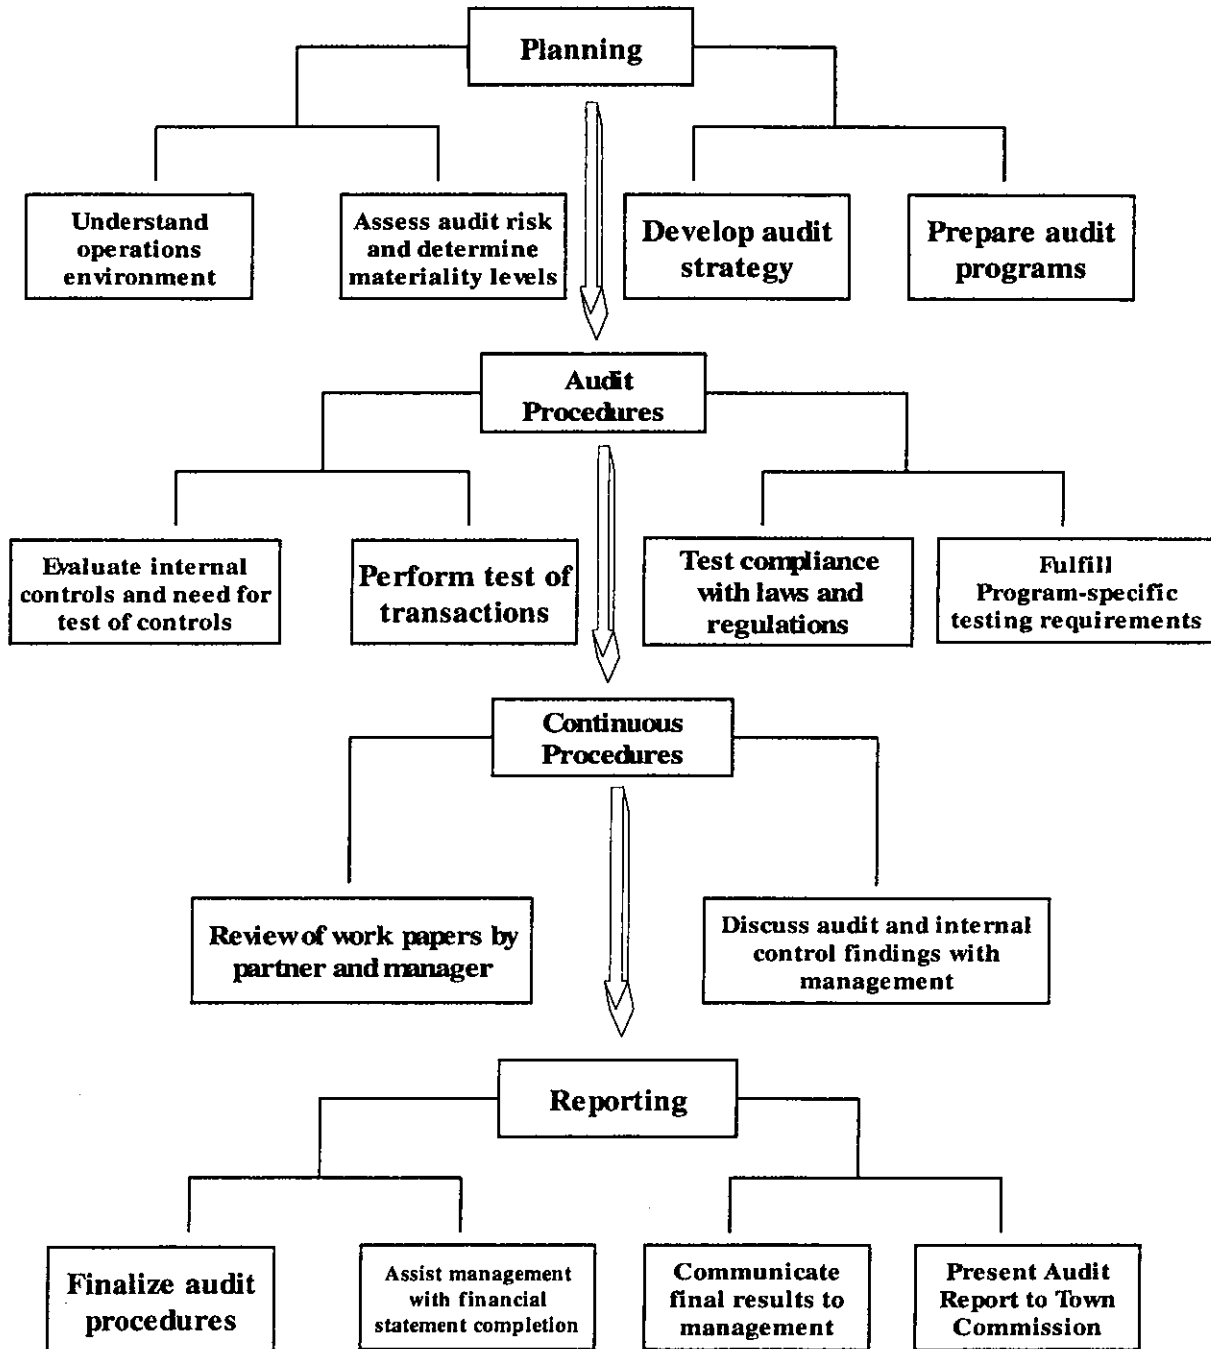 Planning
Understand
operations
environment
Assess audit risk
and determine
materiality levels
Develop audit
strategy
Prepare audit
programs
Audit
Procedures
Evaluate internal
controls and need for
test of controls
Perform test of
transactions
Test compliance
with laws and
regulations
Fulfill
Program-specific
testing requirements
Continuous
Procedures
Review of work papers by
partner and manager
Discuss audit and internal
control findings with
management
Reporting
Finalize audit
procedures
Assist management
with financial
statement completion
Communicate
final results to
management
Present Audit
Report to Town
Commission